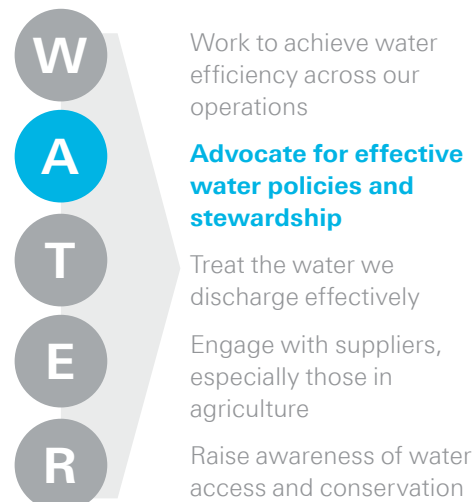 W
Work to achieve water
efficiency across our
operations
A
Advocate for effective
water policies and
stewardship
T
Treat the water we
discharge effectively
E
Engage with suppliers,
especially those in
agriculture
R
Raise awareness of water
access and conservation